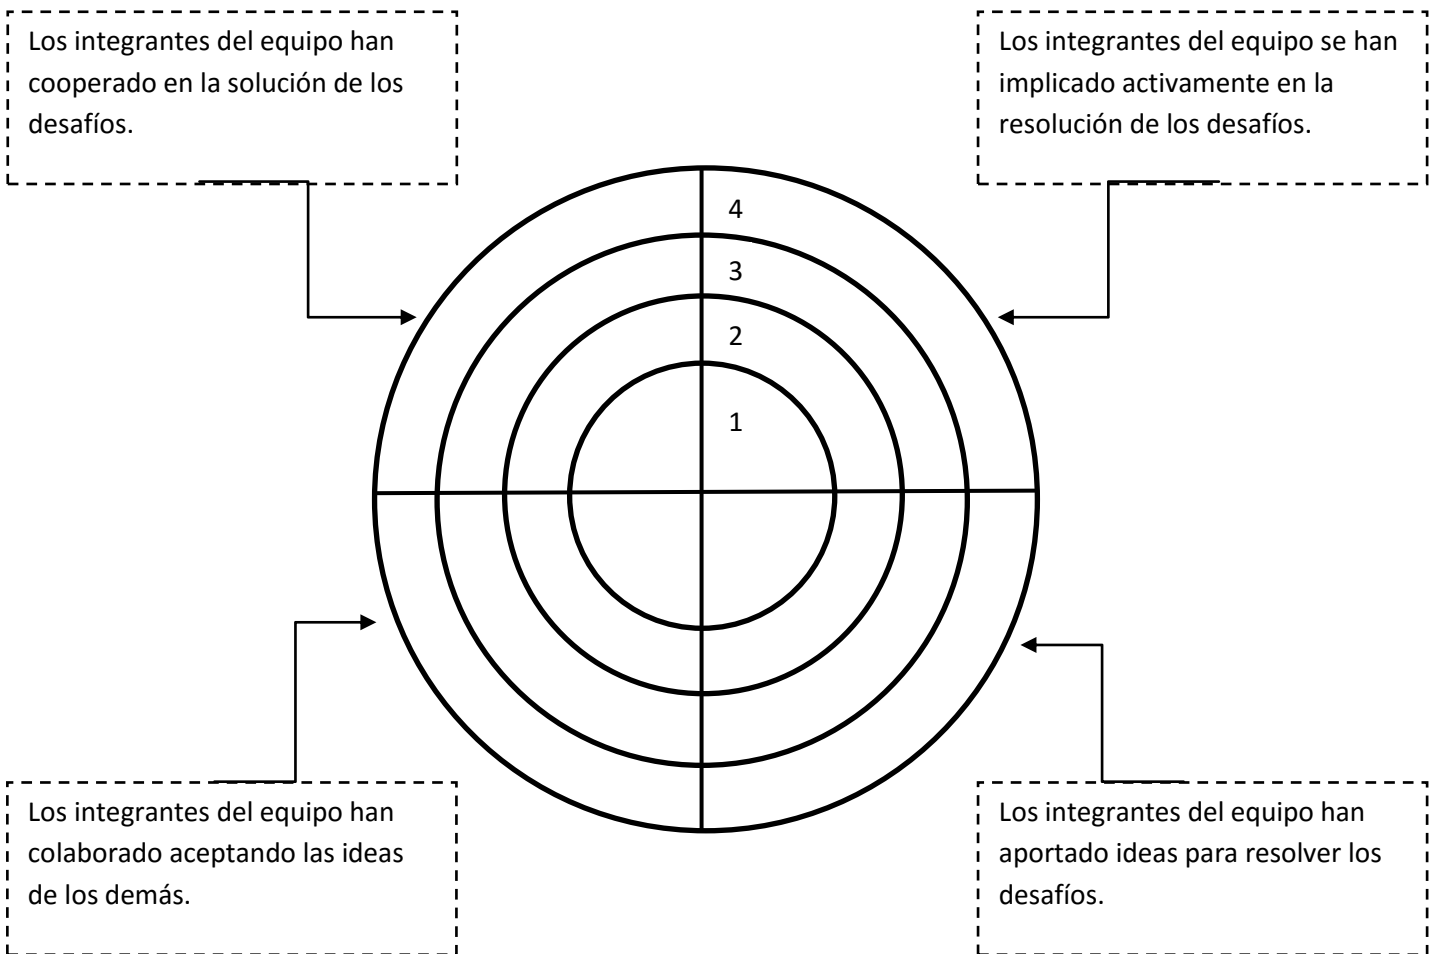 Los integrantes del equipo han
cooperado en la solución de los
desafíos.
Los integrantes del equipo se han
implicado activamente en la
resolución de los desafíos.
4
3
2
1
Los integrantes del equipo han
colaborado aceptando las ideas
de los demás.
Los integrantes del equipo han
aportado ideas para resolver los
desafíos.